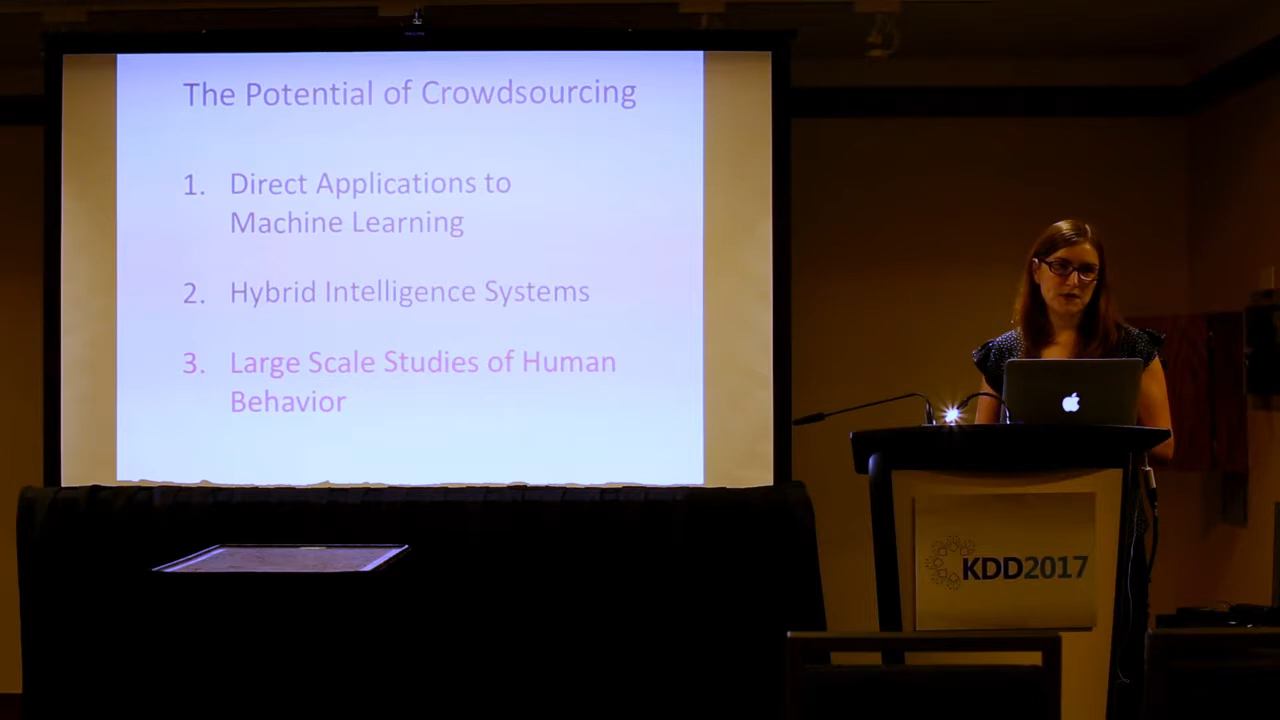 The Potential of Crowdsourcing
1. Direct Applications to
Machine Learning
2. Hybrid Intelligence Systems
3. Large Scale Studies of Human
Behavior
KDD2017